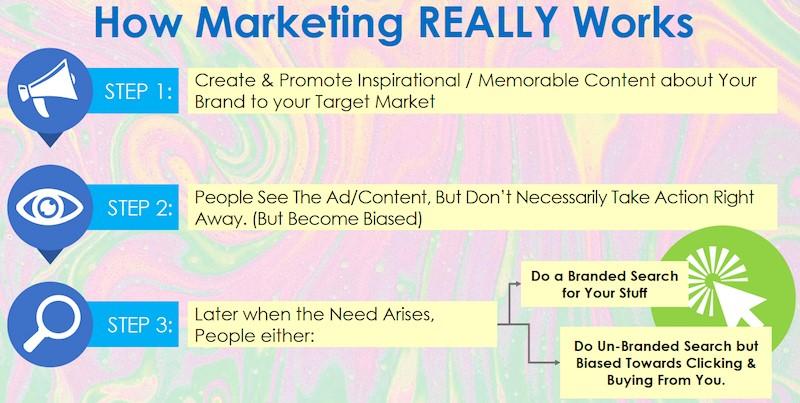 How Marketing REALLY Works
STEP 1:
Create & Promote Inspirational / Memorable Content about Your
Brand to your Target Market
STEP 2:
People See The Ad/Content, But Don't Necessarily Take Action Right
Away. (But Become Biased)
STEP 3:
Later when the Need Arises,
People either:
Do a Branded Search
for Your Stuff
Do Un-Branded Search but
Biased Towards Clicking &
Buying From You.